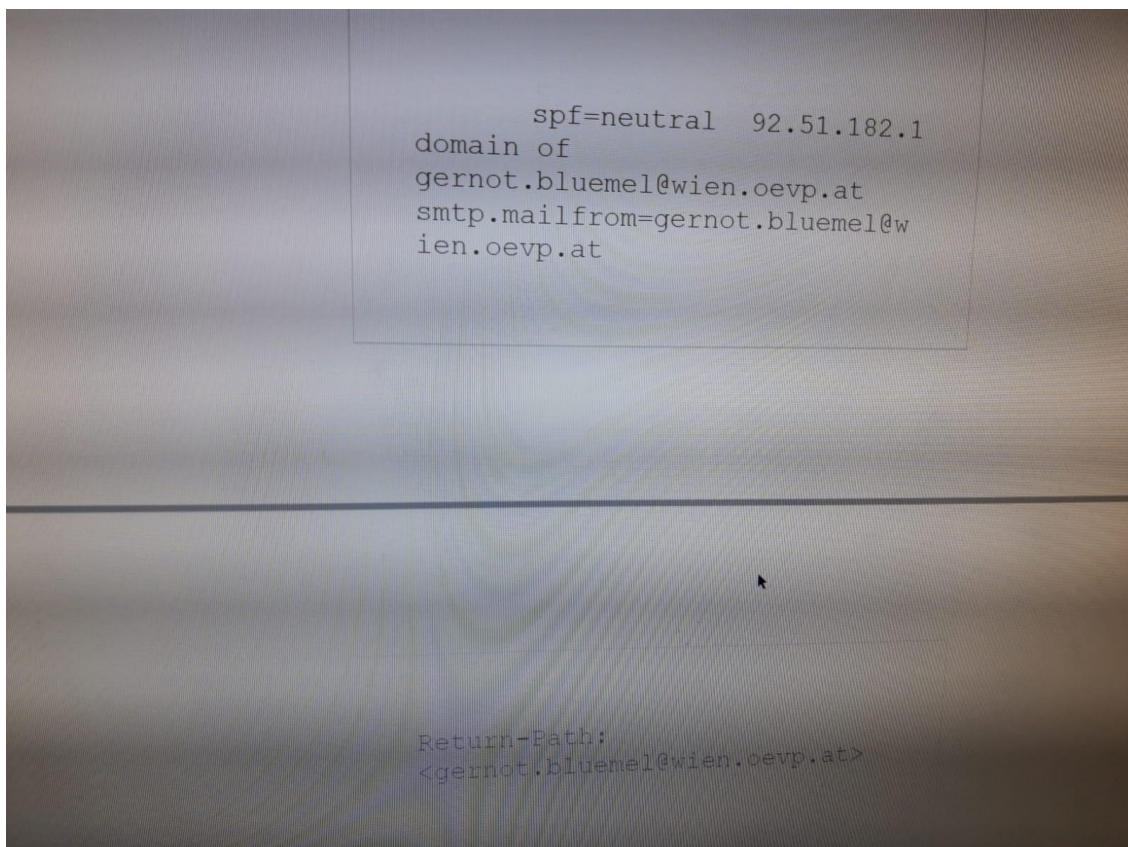 spf=neutral 92.51.182.1
domain of
gernot.bluemel@wien.oevp.at
smtp.mailfrom=gernot.bluemel@w
ien.oevp.at
Return-Path:
<gernot.bluemel@wien.oevp.at>